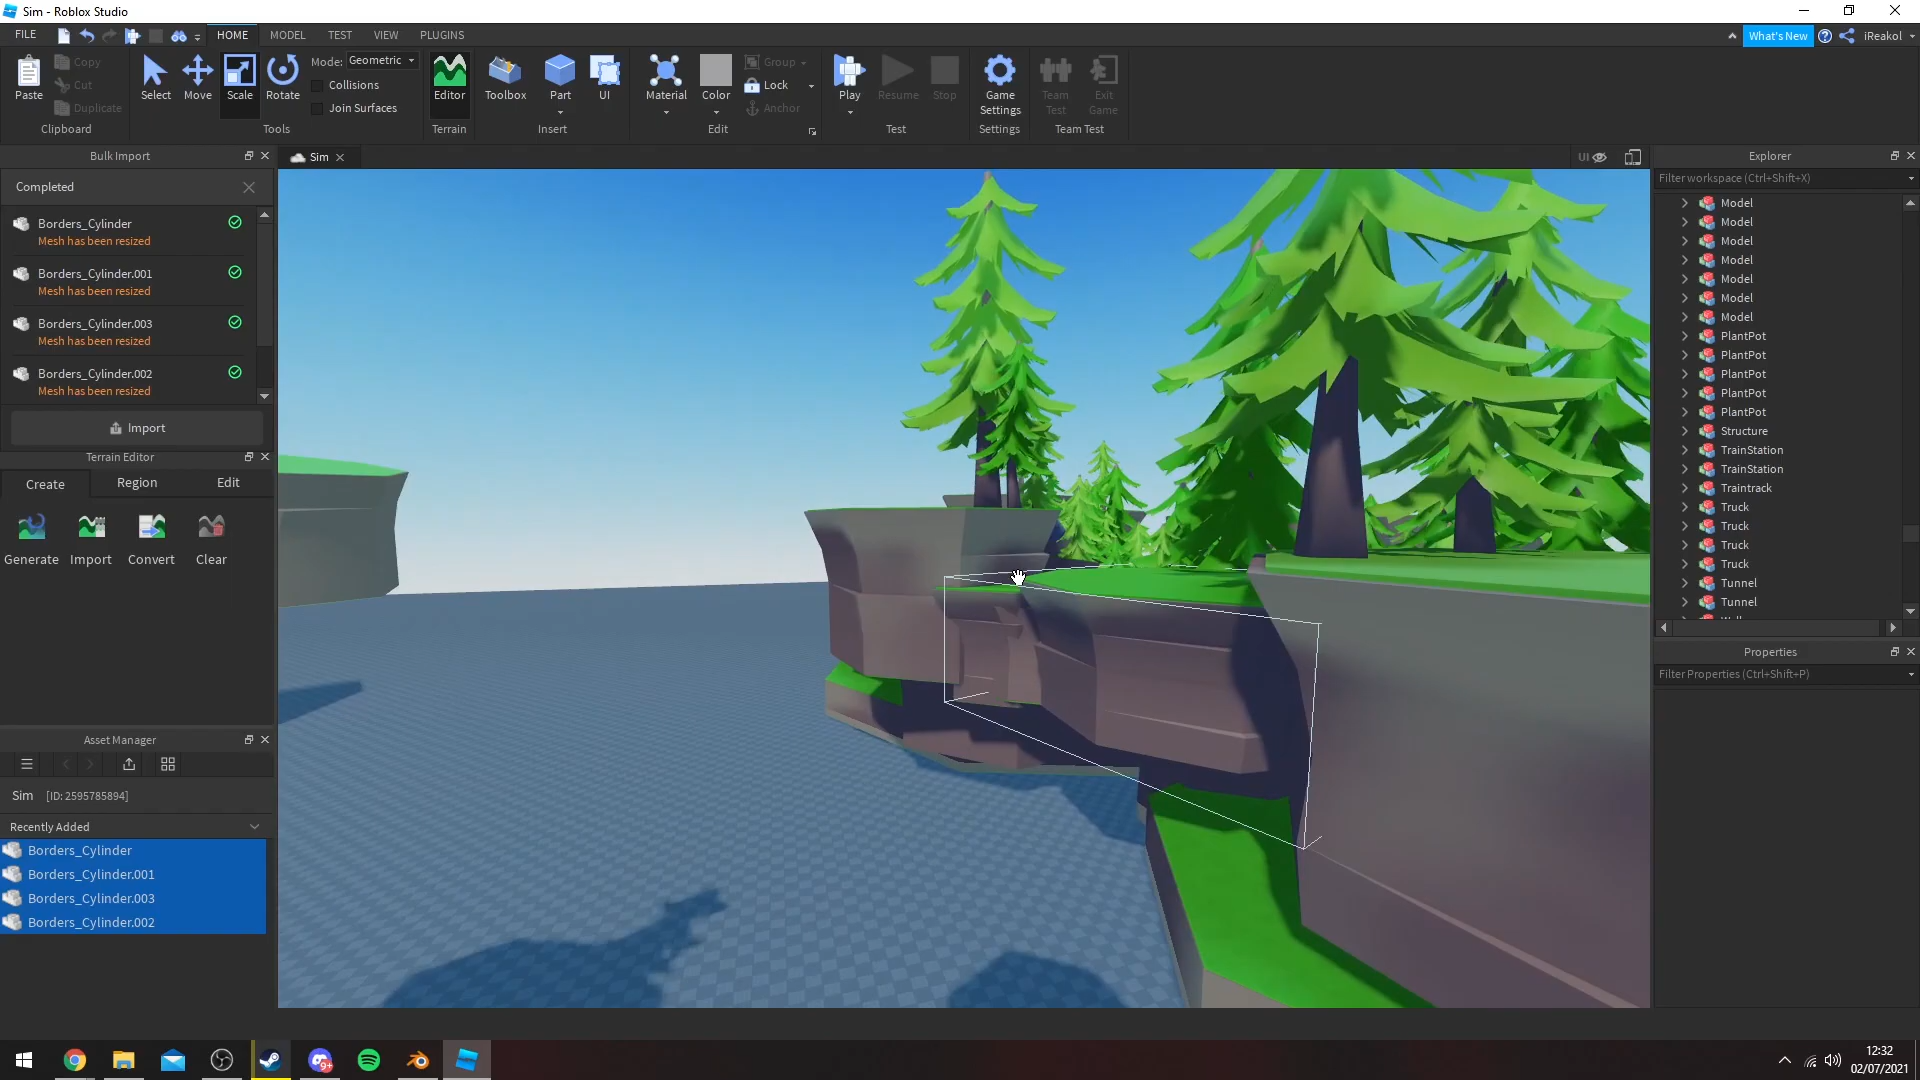 Sim - Roblox Studio
FILE
HOME
MODEL
TEST
VIEW
PLUGINS
What's New
iReakol
Paste
Copy
Cut
Duplicate
Clipboard
Select
Move
Scale
Rotate
Mode: Geometric
Collisions
Join Surfaces
Tools
Editor
Terrain
Toolbox
Part
UI
Insert
Material
Color
Group
Lock
Anchor
Edit
Play
Resume
Stop
Test
Game Settings
Settings
Team Test
Exit Game
Team Test
Bulk Import
Completed
Borders_Cylinder
Mesh has been resized
Borders_Cylinder.001
Mesh has been resized
Borders_Cylinder.003
Mesh has been resized
Borders_Cylinder.002
Mesh has been resized
Import
Terrain Editor
Create
Region
Edit
Generate
Import
Convert
Clear
Asset Manager
Sim [ID: 2595785894]
Recently Added
Borders_Cylinder
Borders_Cylinder.001
Borders_Cylinder.003
Borders_Cylinder.002
Sim
UI
Explorer
Filter workspace (Ctrl+Shift+X)
Model
Model
Model
Model
Model
Model
Model
PlantPot
PlantPot
PlantPot
PlantPot
PlantPot
Structure
TrainStation
TrainStation
Traintrack
Truck
Truck
Truck
Truck
Tunnel
Tunnel
Properties
Filter Properties (Ctrl+Shift+P)
9+
12:32
02/07/2021